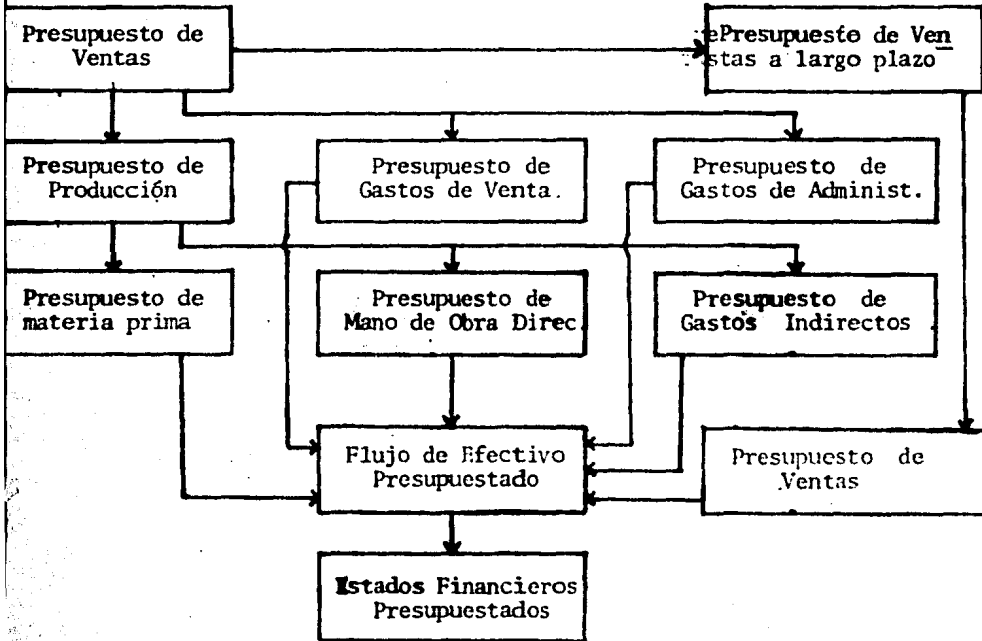 Presupuesto de
Ventas
Presupuesto de Ven
tas a largo plazo
Presupuesto de
Producción
Presupuesto de
Gastos de Venta.
Presupuesto de
Gastos de Administ.
Presupuesto de
materia prima
Presupuesto de
Mano de Obra Direc.
Presupuesto de
Gastos Indirectos
Flujo de Efectivo
Presupuestado
Presupuesto de
Ventas
Estados Financieros
Presupuestados